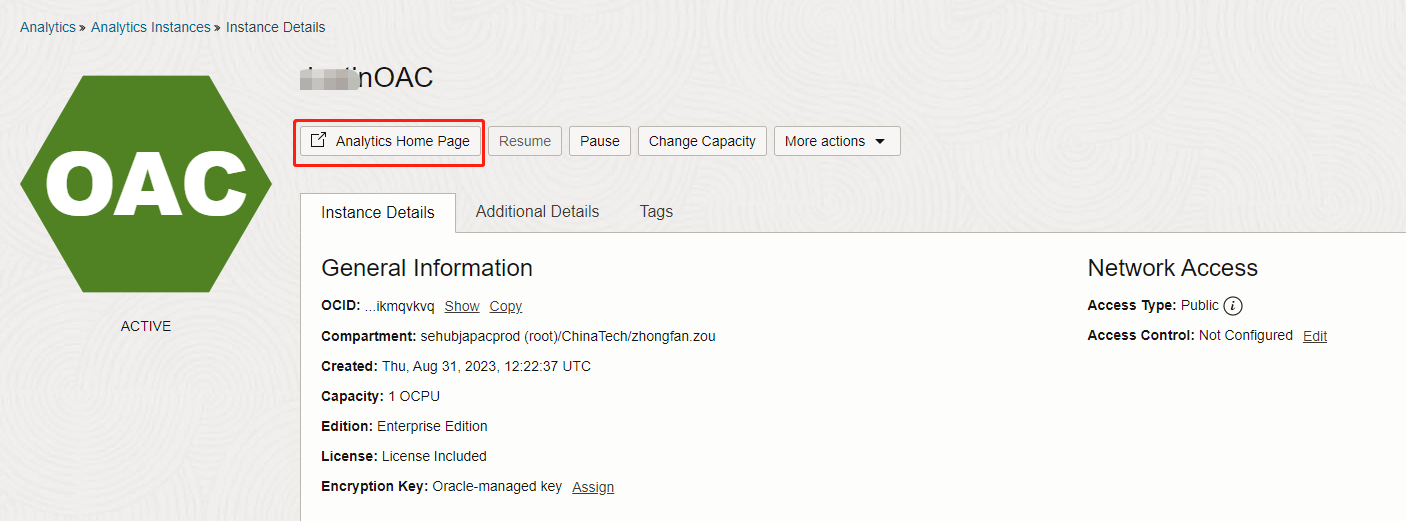 Analytics » Analytics Instances » Instance Details
nOAC
Analytics Home Page Resume Pause Change Capacity More actions
OAC
ACTIVE
Instance Details Additional Details Tags
General Information
OCID: ...ikmqvkvq Show Copy
Compartment: sehubjapacprod (root)/ChinaTech/zhongfan.zou
Created: Thu, Aug 31, 2023, 12:22:37 UTC
Capacity: 1 OCPU
Edition: Enterprise Edition
License: License Included
Encryption Key: Oracle-managed key Assign
Network Access
Access Type: Public i
Access Control: Not Configured Edit